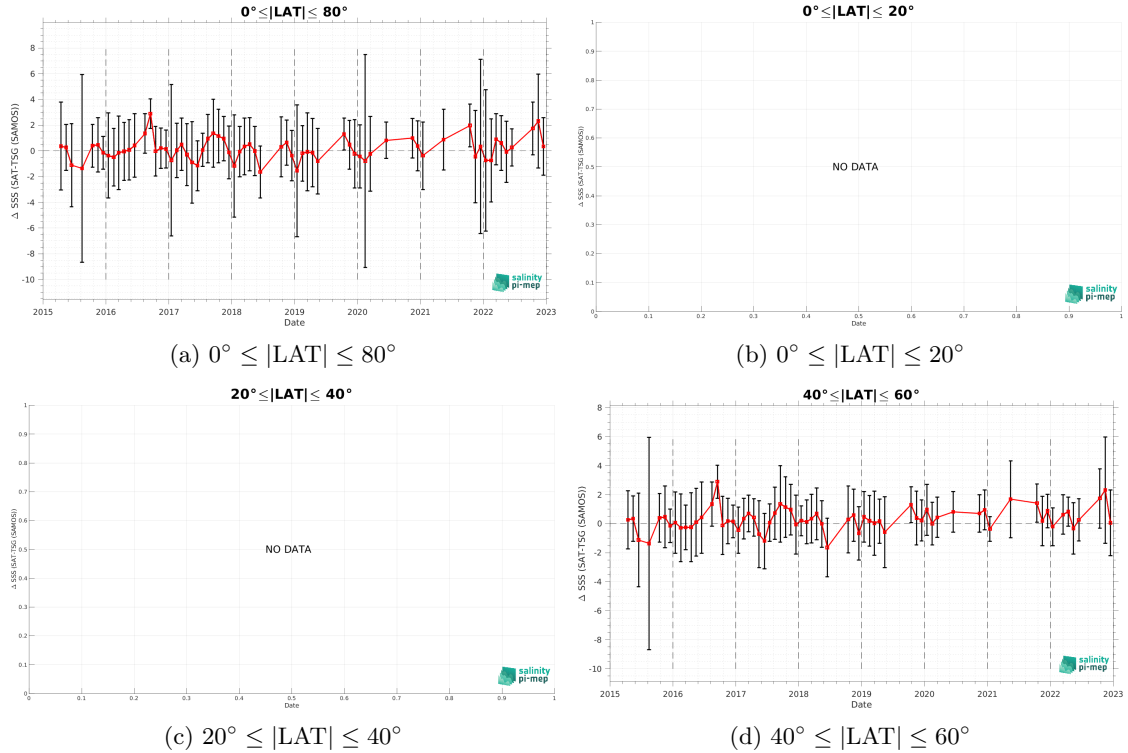 0°≤|LAT|≤ 80°
Δ SSS (SAT-TSG (SAMOS))
8
6
4
2
0
-2
-4
-6
-8
-10
2015 2016 2017 2018 2019 2020 2021 2022 2023
Date
salinity
pi-mep
(a) 0° ≤ |LAT| ≤ 80°
0°≤|LAT|≤ 20°
Δ SSS (SAT-TSG (SAMOS))
1
0.9
0.8
0.7
0.6
0.5
0.4
0.3
0.2
0.1
0
NO DATA
0 0.1 0.2 0.3 0.4 0.5 0.6 0.7 0.8 0.9 1
Date
salinity
pi-mep
(b) 0° ≤ |LAT| ≤ 20°
20°≤|LAT|≤ 40°
Δ SSS (SAT-TSG (SAMOS))
1
0.9
0.8
0.7
0.6
0.5
0.4
0.3
0.2
0.1
0
NO DATA
0 0.1 0.2 0.3 0.4 0.5 0.6 0.7 0.8 0.9 1
Date
salinity
pi-mep
(c) 20° ≤ |LAT| ≤ 40°
40°≤|LAT|≤ 60°
Δ SSS (SAT-TSG (SAMOS))
8
6
4
2
0
-2
-4
-6
-8
-10
2015 2016 2017 2018 2019 2020 2021 2022 2023
Date
salinity
pi-mep
(d) 40° ≤ |LAT| ≤ 60°